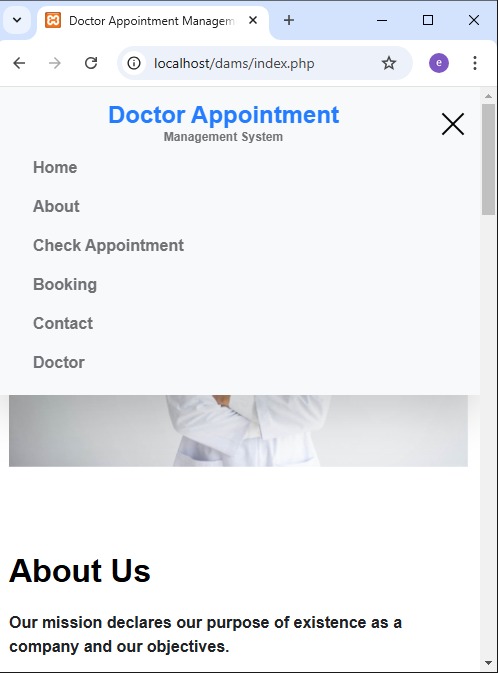 Doctor Appointment Managem
localhost/dams/index.php
e
Doctor Appointment
Management System
Home
About
Check Appointment
Booking
Contact
Doctor
About Us
Our mission declares our purpose of existence as a
company and our objectives.